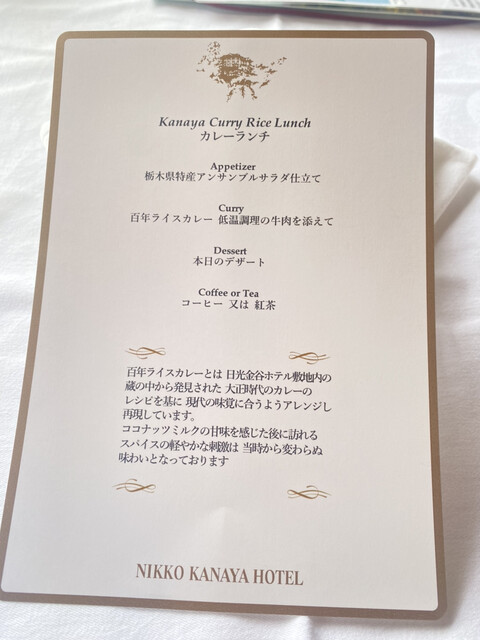 Kanaya Curry Rice Lunch
カレーランチ
Appetizer
栃木県特産アンサンブルサラダ仕立て
Curry
百年ライスカレー 低温調理の牛肉を添えて
Dessert
本日のデザート
Coffee or Tea
コーヒー 又は 紅茶
百年ライスカレーとは 日光金谷ホテル敷地内の
蔵の中から発見された 大正時代のカレーの
レシピを基に 現代の味覚に合うようアレンジし
再現しています。
ココナッツミルクの甘味を感じた後に訪れる
スパイスの軽やかな刺激は 当時から変わらぬ
味わいとなっております
NIKKO KANAYA HOTEL